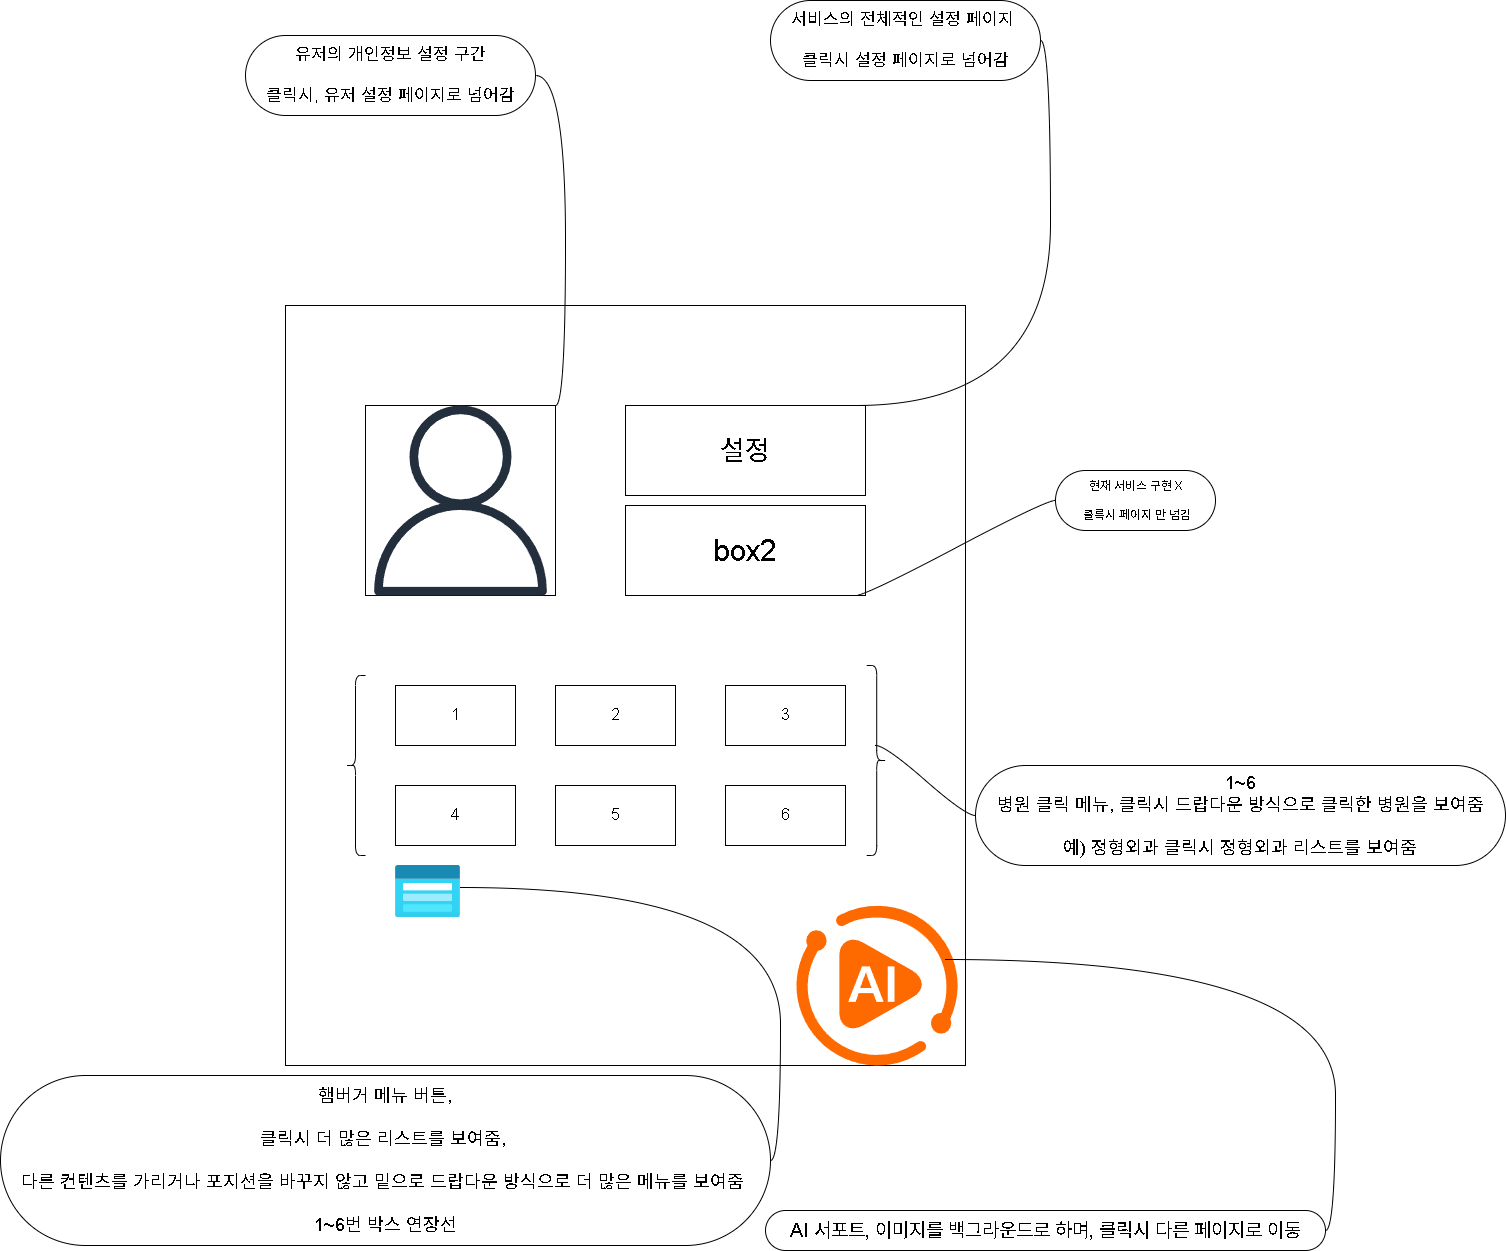 서비스의 전체적인 설정 페이지
클릭시 설정 페이지로 넘어감
유저의 개인정보 설정 구간
클릭시, 유저 설정 페이지로 넘어감
설정
box2
현재 서비스 구현 X
클륵시 페이지 만 넘김
1
2
3
4
5
6
1~6
병원 클릭 메뉴, 클릭시 드랍다운 방식으로 클릭한 병원을 보여줌
예) 정형외과 클릭시 정형외과 리스트를 보여줌
AI
햄버거 메뉴 버튼,
클릭시 더 많은 리스트를 보여줌,
다른 컨텐츠를 가리거나 포지션을 바꾸지 않고 밑으로 드랍다운 방식으로 더 많은 메뉴를 보여줌
1~6번 박스 연장선
AI 서포트, 이미지를 백그라운드로 하며, 클릭시 다른 페이지로 이동